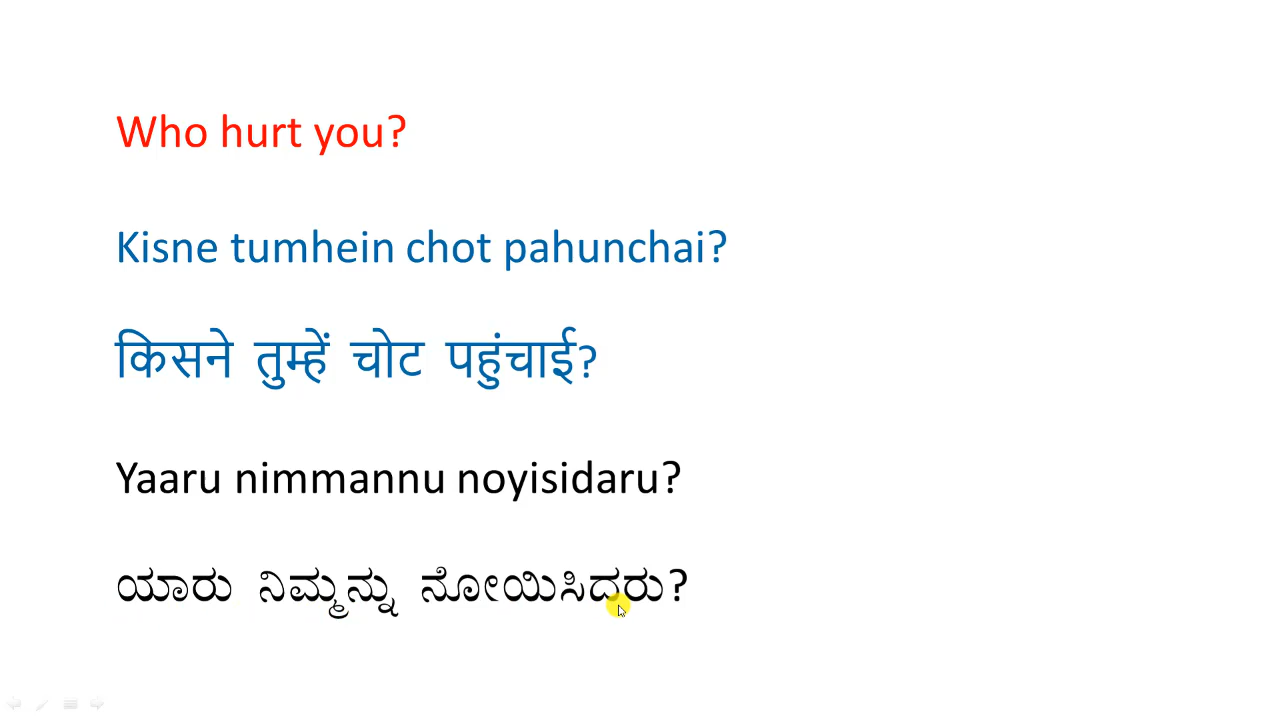 Who hurt you?
Kisne tumhein chot pahunchai?
किसने तुम्हें चोट पहुंचाई?
Yaaru nimmannu noyisidaru?
ಯಾರು ನಿಮ್ಮನ್ನು ನೋಯಿಸಿದರು?